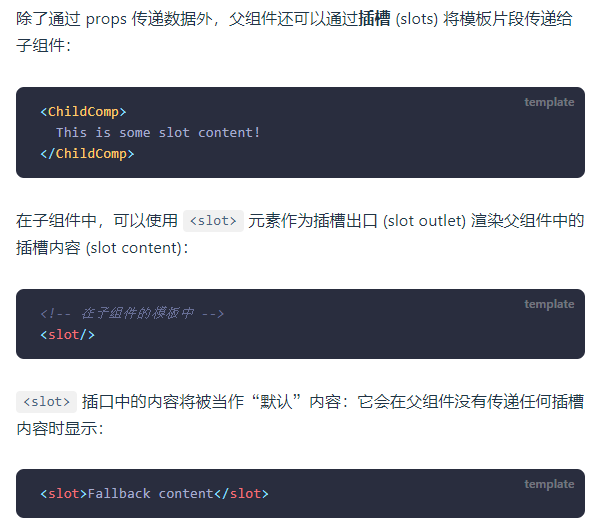 除了通过 props 传递数据外，父组件还可以通过插槽 (slots) 将模板片段传递给
子组件：
template
<ChildComp>
  This is some slot content!
</ChildComp>
在子组件中，可以使用 <slot> 元素作为插槽出口 (slot outlet) 渲染父组件中的
插槽内容 (slot content)：
template
<!-- 在子组件的模板中 -->
<slot/>
<slot> 插口中的内容将被当作“默认”内容：它会在父组件没有传递任何插槽
内容时显示：
template
<slot>Fallback content</slot>